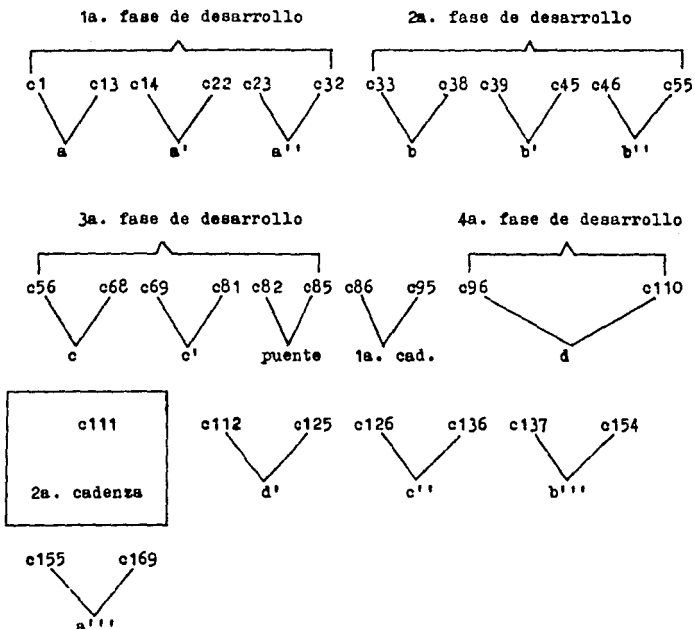 1a. fase de desarrollo 2a. fase de desarrollo
c1 c13 c14 c22 c23 c32 c33 c38 c39 c45 c46 c55
a a' a'' b b' b''
3a. fase de desarrollo 4a. fase de desarrollo
c56 c68 c69 c81 c82 c85 c86 c95 c96 c110
c c' puente 1a. cad. d
c111 c112 c125 c126 c136 c137 c154
2a. cadenza d' c'' b'''
c155 c169
a'''